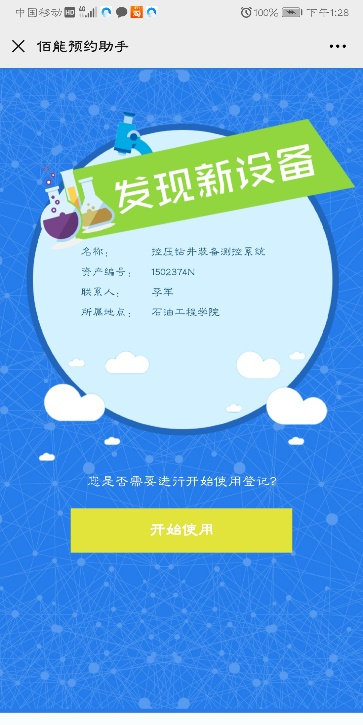 中国移动 HD 46 100% 下午1:28
佰能预约助手
发现新设备
名称: 控压钻井装备测控系统
资产编号: 1502374N
联系人: 李军
所属地点: 石油工程学院
您是否需要进行开始使用登记?
开始使用